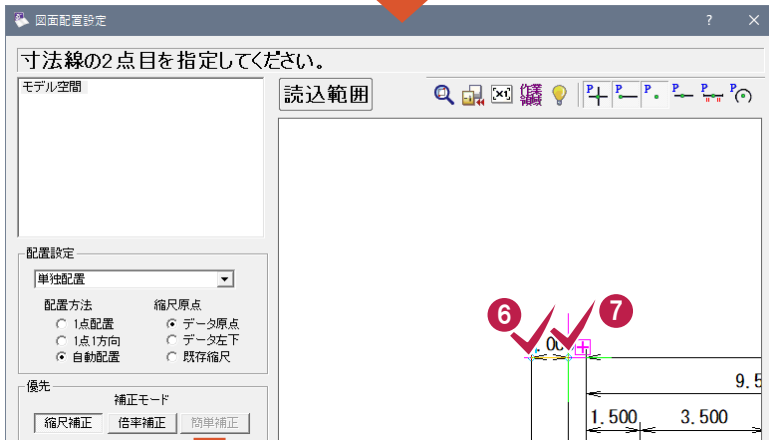 図面配置設定
寸法線の2点目を指定してください。
モデル空間
読込範囲
作業領域
配置設定
単独配置
配置方法 縮尺原点
1点配置 データ原点
1点1方向 データ左下
自動配置 既存縮尺
優先
補正モード
縮尺補正 倍率補正 簡単補正
6 7
9.5
1.500 3.500